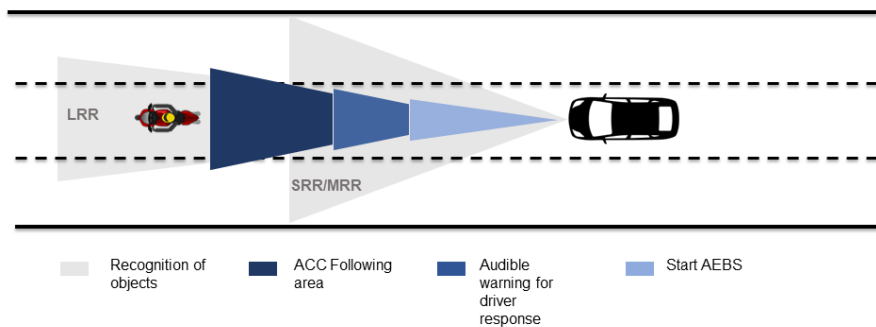 LRR
SRR/MRR
Recognition of
objects
ACC Following
area
Audible
warning for
driver
response
Start AEBS